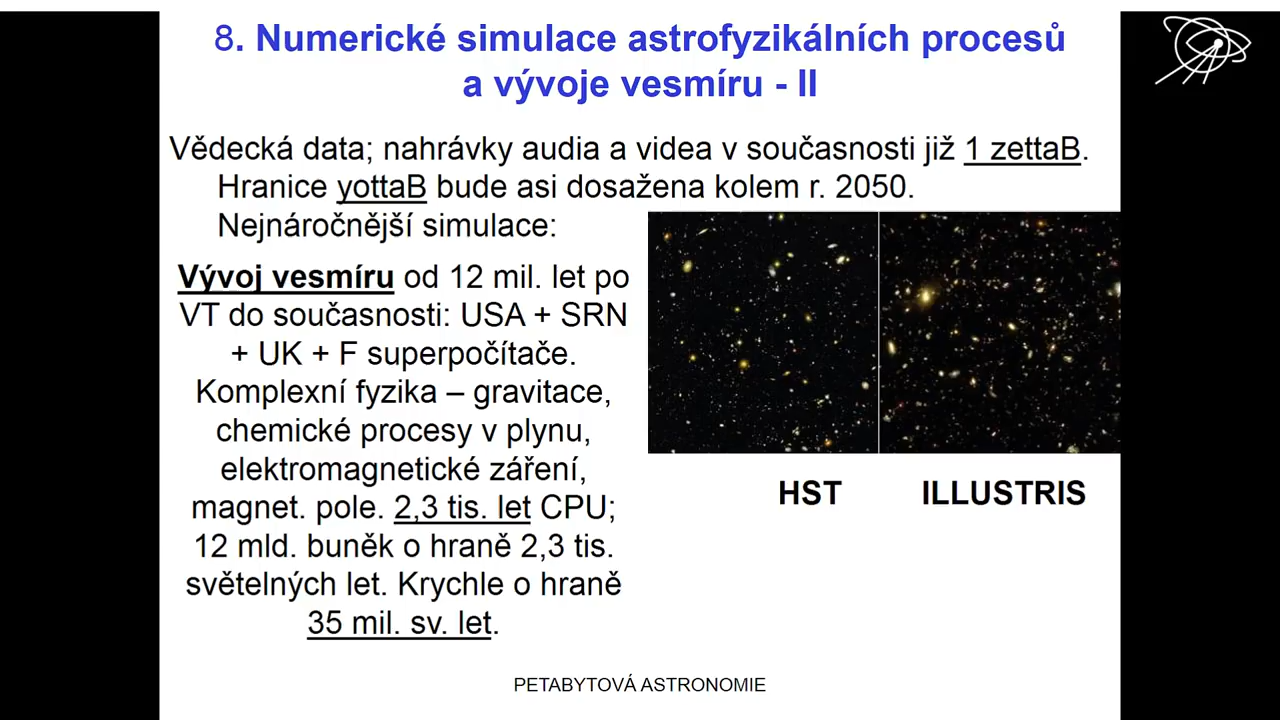 8. Numerické simulace astrofyzikálních procesů
a vývoje vesmíru - II
Vědecká data; nahrávky audia a videa v současnosti již 1 zettaB.
Hranice yottaB bude asi dosažena kolem r. 2050.
Nejnáročnější simulace:
Vývoj vesmíru od 12 mil. let po
VT do současnosti: USA + SRN
+ UK + F superpočítače.
Komplexní fyzika – gravitace,
chemické procesy v plynu,
elektromagnetické záření,
magnet. pole. 2,3 tis. let CPU;
12 mld. buněk o hraně 2,3 tis.
světelných let. Krychle o hraně
35 mil. sv. let.
HST ILLUSTRIS
PETABYTOVÁ ASTRONOMIE